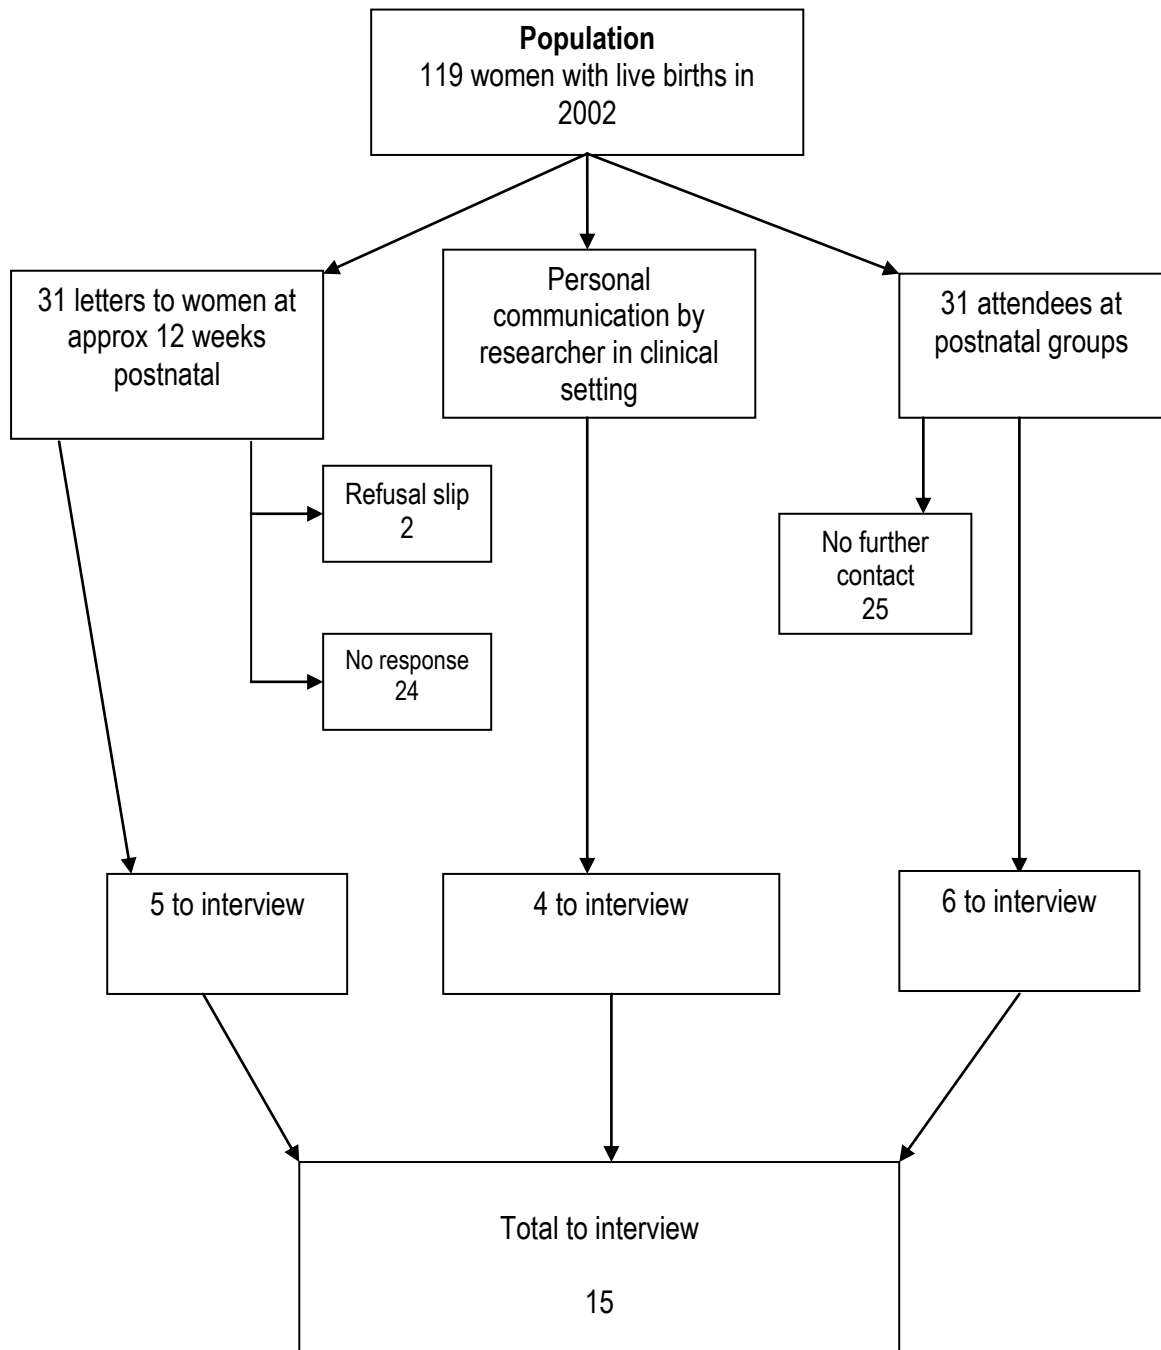 Population
119 women with live births in
2002
31 letters to women at
approx 12 weeks
postnatal
Personal
communication by
researcher in clinical
setting
31 attendees at
postnatal groups
Refusal slip
2
No further
contact
25
No response
24
5 to interview
4 to interview
6 to interview
Total to interview
15